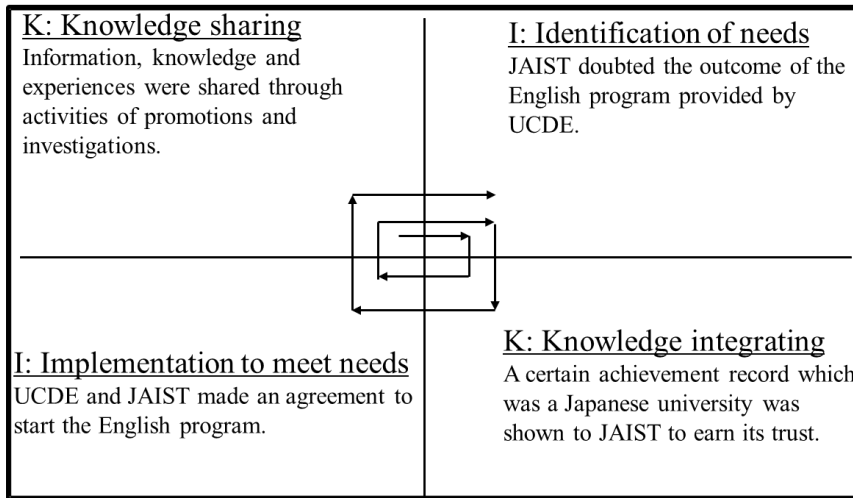 K: Knowledge sharing
Information, knowledge and
experiences were shared through
activities of promotions and
investigations.
I: Identification of needs
JAIST doubted the outcome of the
English program provided by
UCDE.
I: Implementation to meet needs
UCDE and JAIST made an agreement to
start the English program.
K: Knowledge integrating
A certain achievement record which
was a Japanese university was
shown to JAIST to earn its trust.